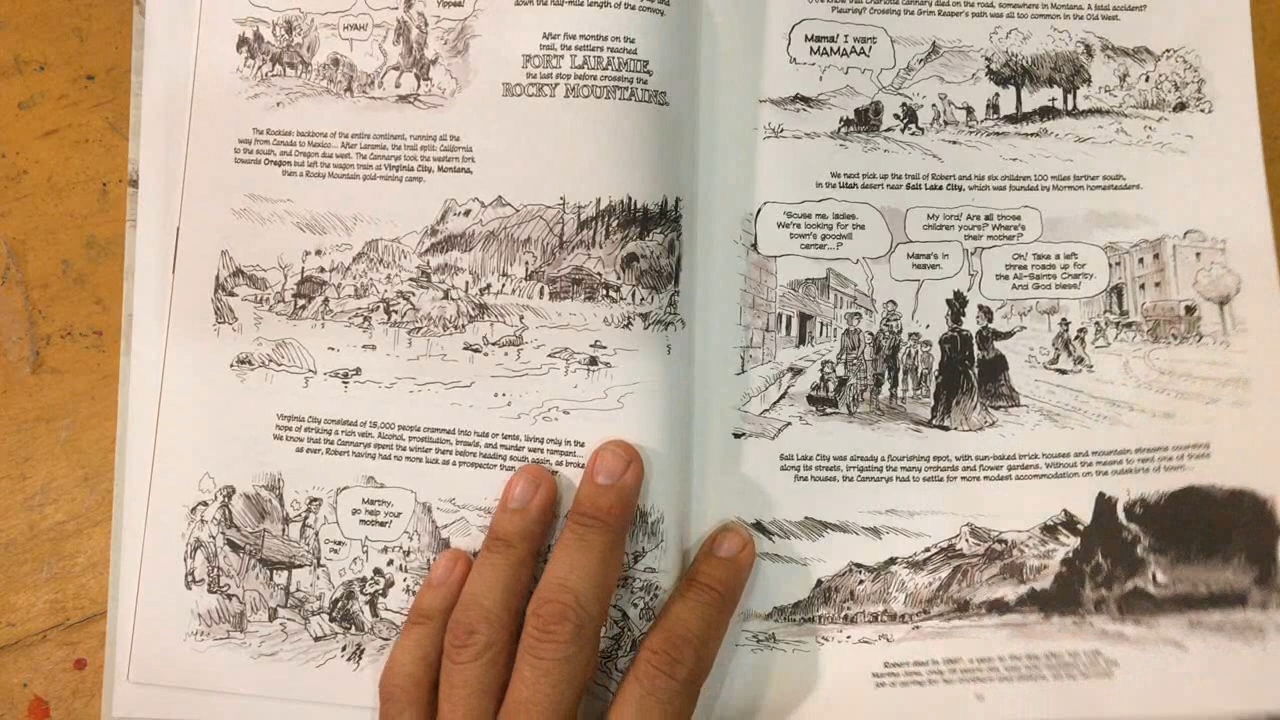 Yippee!
HYAH!
down the half-mile length of the convoy.
After five months on the
trail, the settlers reached
FORT LARAMIE,
the last stop before crossing the
ROCKY MOUNTAINS.
The Rockies: backbone of the entire continent, running all the
way from Canada to Mexico... After Laramie, the trail split: California
to the south, and Oregon due west. The Cannarys took the western fork
towards Oregon but left the wagon train at Virginia City, Montana,
then a Rocky Mountain gold-mining camp.
Virginia City consisted of 15,000 people crammed into huts or tents, living only in the
hope of striking a rich vein. Alcohol, prostitution, brawls, and murder were rampant...
We know that the Cannarys spent the winter there before heading south again, as broke
as ever, Robert having had no more luck as a prospector than
Marthy,
go help your
mother!
O-kay,
Pa!
know that Charlotte Cannary died on the road, somewhere in Montana. A fatal accident?
Pleurisy? Crossing the Grim Reaper's path was all too common in the Old West.
Mama! I want
MAMAAA!
We next pick up the trail of Robert and his six children 100 miles farther south,
in the Utah desert near Salt Lake City, which was founded by Mormon homesteaders.
'Scuse me, ladies.
We're looking for the
town's goodwill
center...?
My lord! Are all those
children yours? Where's
their mother?
Mama's in
heaven.
Oh! Take a left
three roads up for
the All-Saints Charity.
And God bless!
Salt Lake City was already a flourishing spot, with sun-baked brick houses and mountain streams coursing
along its streets, irrigating the many orchards and flower gardens. Without the means to rent one of these
fine houses, the Cannarys had to settle for more modest accommodation on the outskirts of town...
Robert died in